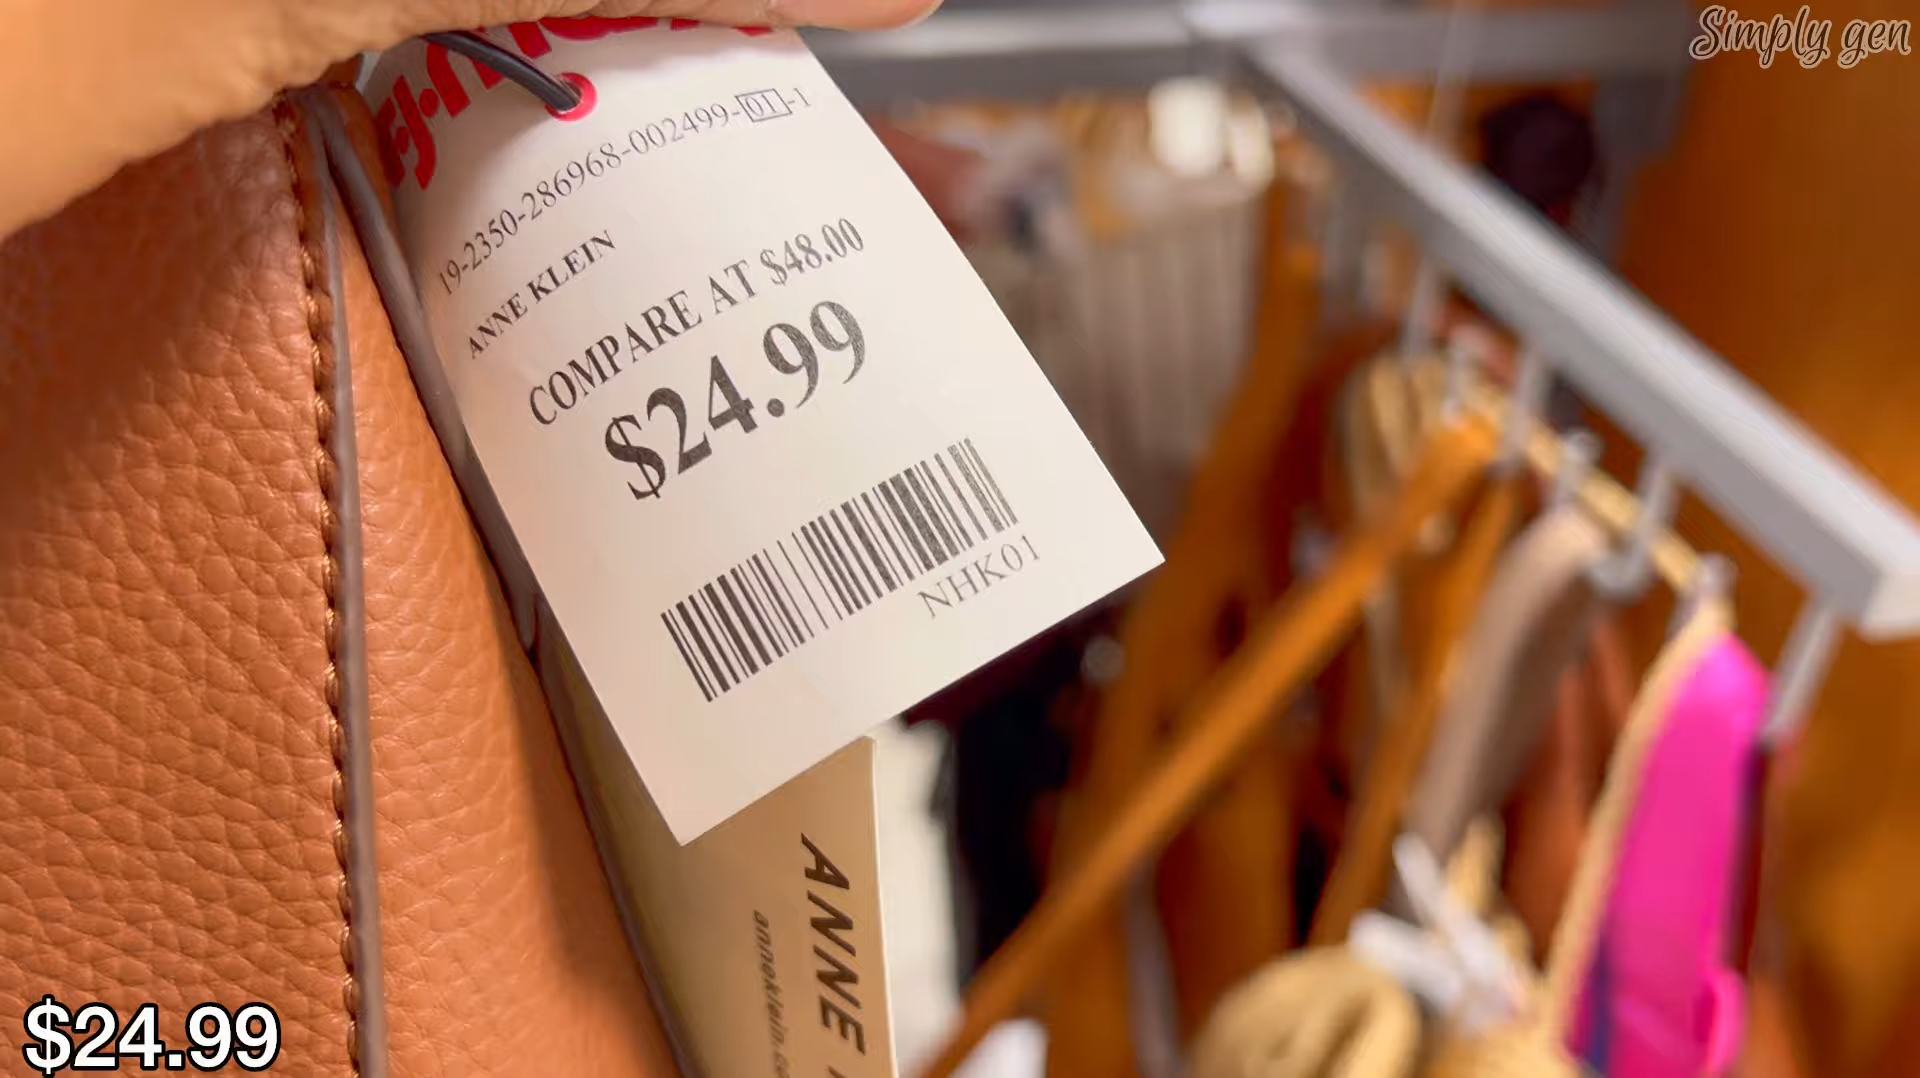 Simply gen
19-2350-286968-002499-01-1
ANNE KLEIN
COMPARE AT $48.00
$24.99
NHK01
ANNE
anneklein.c
$24.99